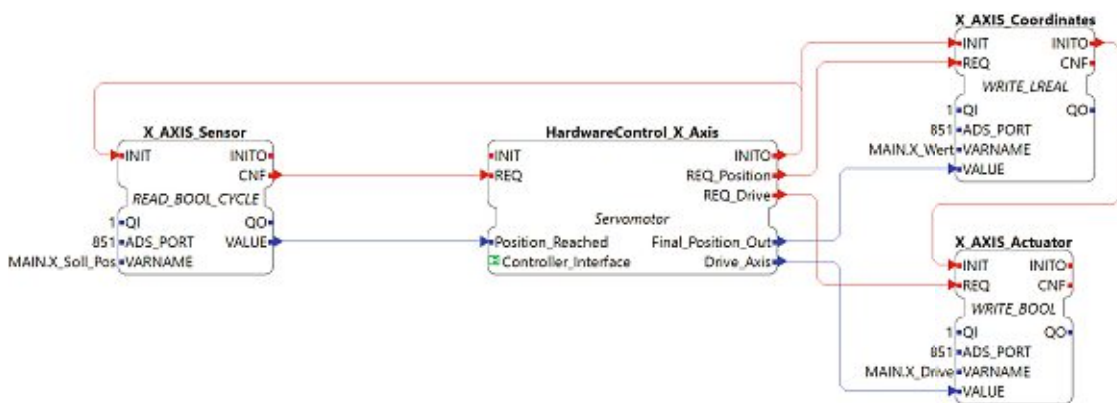 X_AXIS_Coordinates
INIT INITO
REQ CNF
WRITE_LREAL
1 QI QO
851 ADS_PORT
MAIN.X_Wert VARNAME
VALUE
X_AXIS_Sensor
INIT INITO
CNF
READ_BOOL_CYCLE
1 QI QO
851 ADS_PORT VALUE
MAIN.X_Soll_Pos VARNAME
HardwareControl_X_Axis
INIT INITO
REQ REQ_Position
REQ_Drive
Servomotor
Position_Reached Final_Position_Out
Controller_Interface Drive_Axis
X_AXIS_Actuator
INIT INITO
REQ CNF
WRITE_BOOL
1 QI QO
851 ADS_PORT
MAIN.X_Drive VARNAME
VALUE